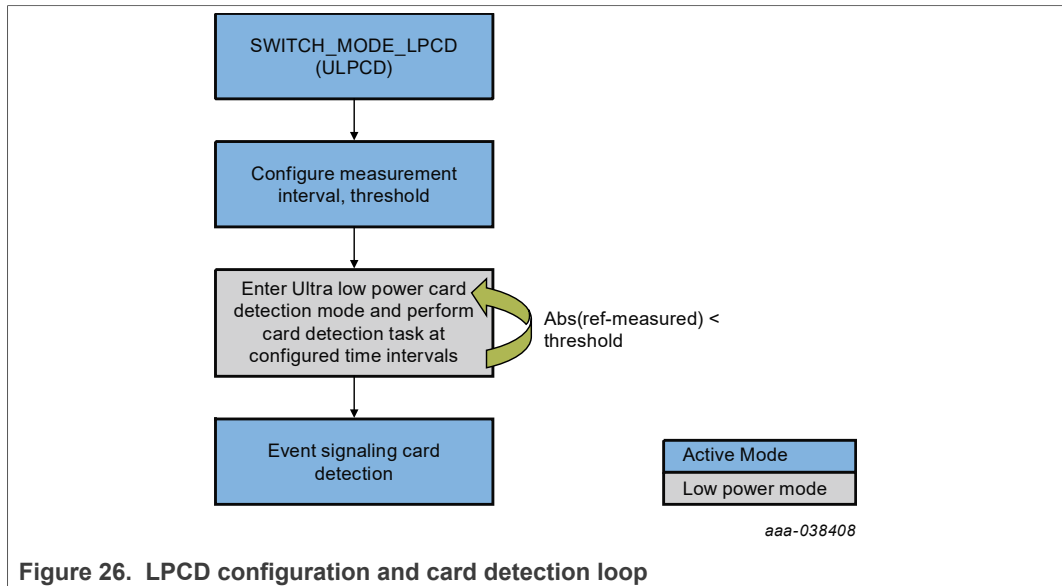 SWITCH_MODE_LPCD
(ULPCD)
Configure measurement
interval, threshold
Enter Ultra low power card
detection mode and perform
card detection task at
configured time intervals
Abs(ref-measured) <
threshold
Event signaling card
detection
Active Mode
Low power mode
aaa-038408
Figure 26. LPCD configuration and card detection loop